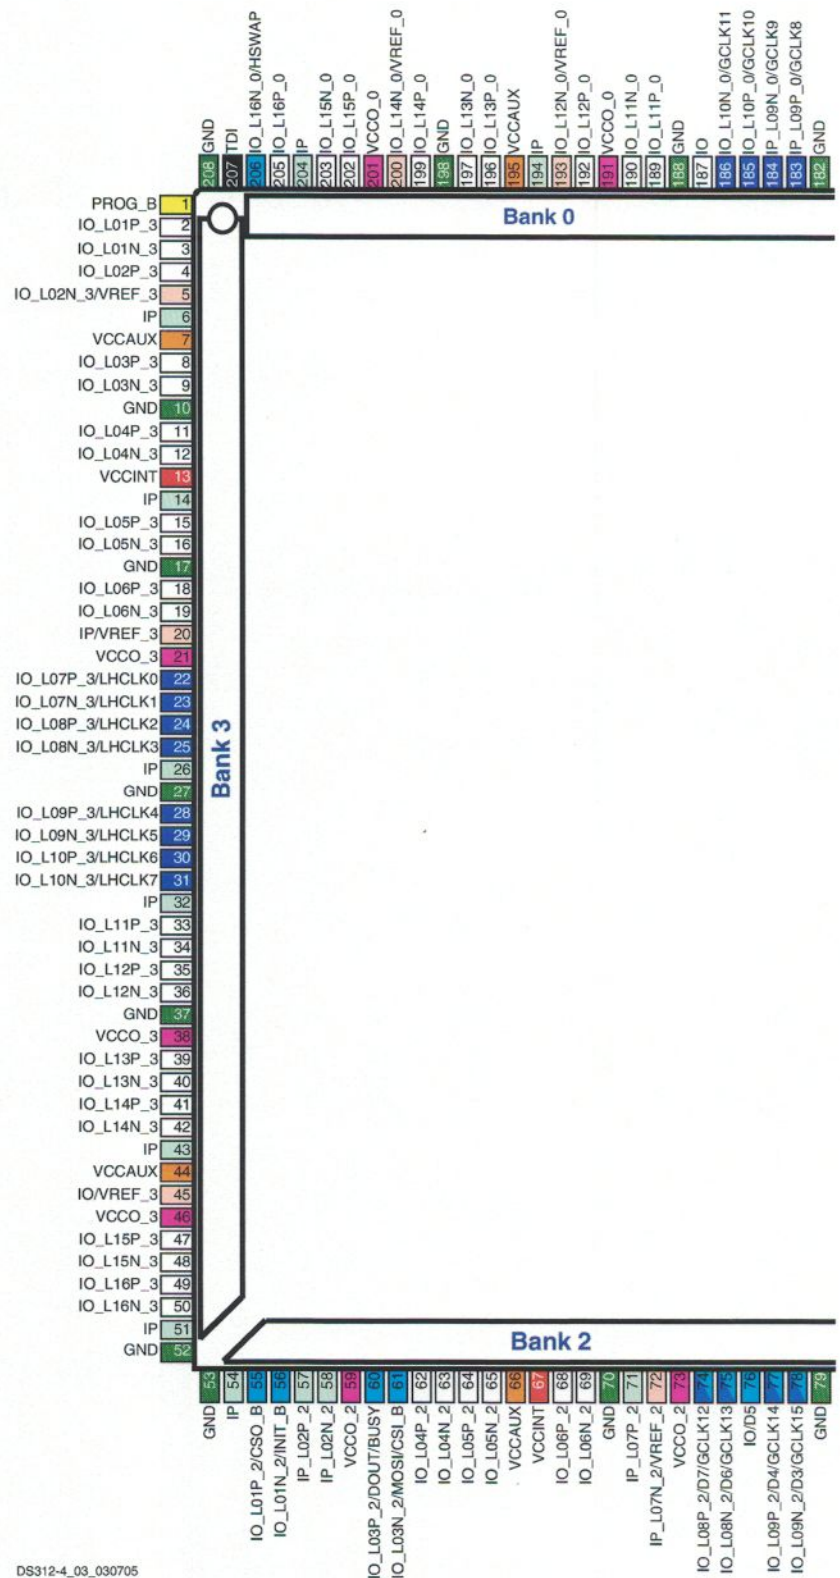 GND 208
TDI 207
IO_L16N_0/HSWAP 206
IO_L16P_0 205
IP 204
IO_L15N_0 203
IO_L15P_0 202
VCCO_0 201
IO_L14N_0/VREF_0 200
IO_L14P_0 199
GND 198
IO_L13N_0 197
IO_L13P_0 196
VCCAUX 195
IP 194
IO_L12N_0/VREF_0 193
IO_L12P_0 192
VCCO_0 191
IO_L11N_0 190
IO_L11P_0 189
GND 188
IO 187
IO_L10N_0/GCLK11 186
IO_L10P_0/GCLK10 185
IP_L09N_0/GCLK9 184
IP_L09P_0/GCLK8 183
GND 182
Bank 0
PROG_B 1
IO_L01P_3 2
IO_L01N_3 3
IO_L02P_3 4
IO_L02N_3/VREF_3 5
IP 6
VCCAUX 7
IO_L03P_3 8
IO_L03N_3 9
GND 10
IO_L04P_3 11
IO_L04N_3 12
VCCINT 13
IP 14
IO_L05P_3 15
IO_L05N_3 16
GND 17
IO_L06P_3 18
IO_L06N_3 19
IP/VREF_3 20
VCCO_3 21
IO_L07P_3/LHCLK0 22
IO_L07N_3/LHCLK1 23
IO_L08P_3/LHCLK2 24
IO_L08N_3/LHCLK3 25
IP 26
GND 27
IO_L09P_3/LHCLK4 28
IO_L09N_3/LHCLK5 29
IO_L10P_3/LHCLK6 30
IO_L10N_3/LHCLK7 31
IP 32
IO_L11P_3 33
IO_L11N_3 34
IO_L12P_3 35
IO_L12N_3 36
GND 37
VCCO_3 38
IO_L13P_3 39
IO_L13N_3 40
IO_L14P_3 41
IO_L14N_3 42
IP 43
VCCAUX 44
IO/VREF_3 45
VCCO_3 46
IO_L15P_3 47
IO_L15N_3 48
IO_L16P_3 49
IO_L16N_3 50
IP 51
GND 52
Bank 3
Bank 2
GND 53
IP 54
IO_L01P_2/CSO_B 55
IO_L01N_2/INIT_B 56
IP_L02P_2 57
IP_L02N_2 58
VCCO_2 59
IO_L03P_2/DOUT/BUSY 60
IO_L03N_2/MOSI/CSI_B 61
IO_L04P_2 62
IO_L04N_2 63
IO_L05P_2 64
IO_L05N_2 65
VCCAUX 66
VCCINT 67
IO_L06P_2 68
IO_L06N_2 69
GND 70
IP_L07P_2 71
IP_L07N_2/VREF_2 72
VCCO_2 73
IO_L08P_2/D7/GCLK12 74
IO_L08N_2/D6/GCLK13 75
IO/D5 76
IO_L09P_2/D4/GCLK14 77
IO_L09N_2/D3/GCLK15 78
GND 79
DS312-4_03_030705